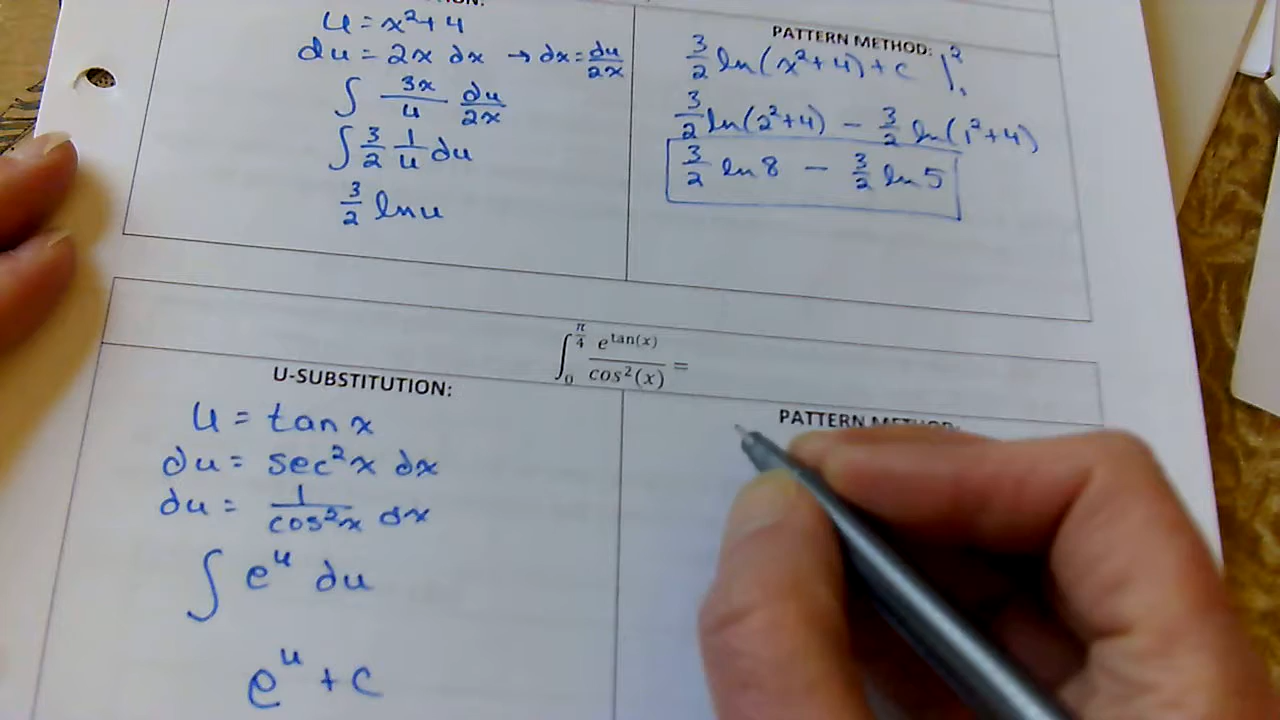 u = x²+4
du = 2x dx → dx = du/2x
∫ 3x/u du/2x
∫ 3/2 1/u du
3/2 ln u
PATTERN METHOD:
3/2 ln(x²+4)+c |₁²
3/2 ln(2²+4) − 3/2 ln(1²+4)
3/2 ln 8 − 3/2 ln 5
∫₀^(π/4) e^(tan(x))/cos²(x) =
U-SUBSTITUTION:
u = tan x
du = sec²x dx
du = 1/cos²x dx
∫ e^u du
e^u + c
PATTERN METHOD: